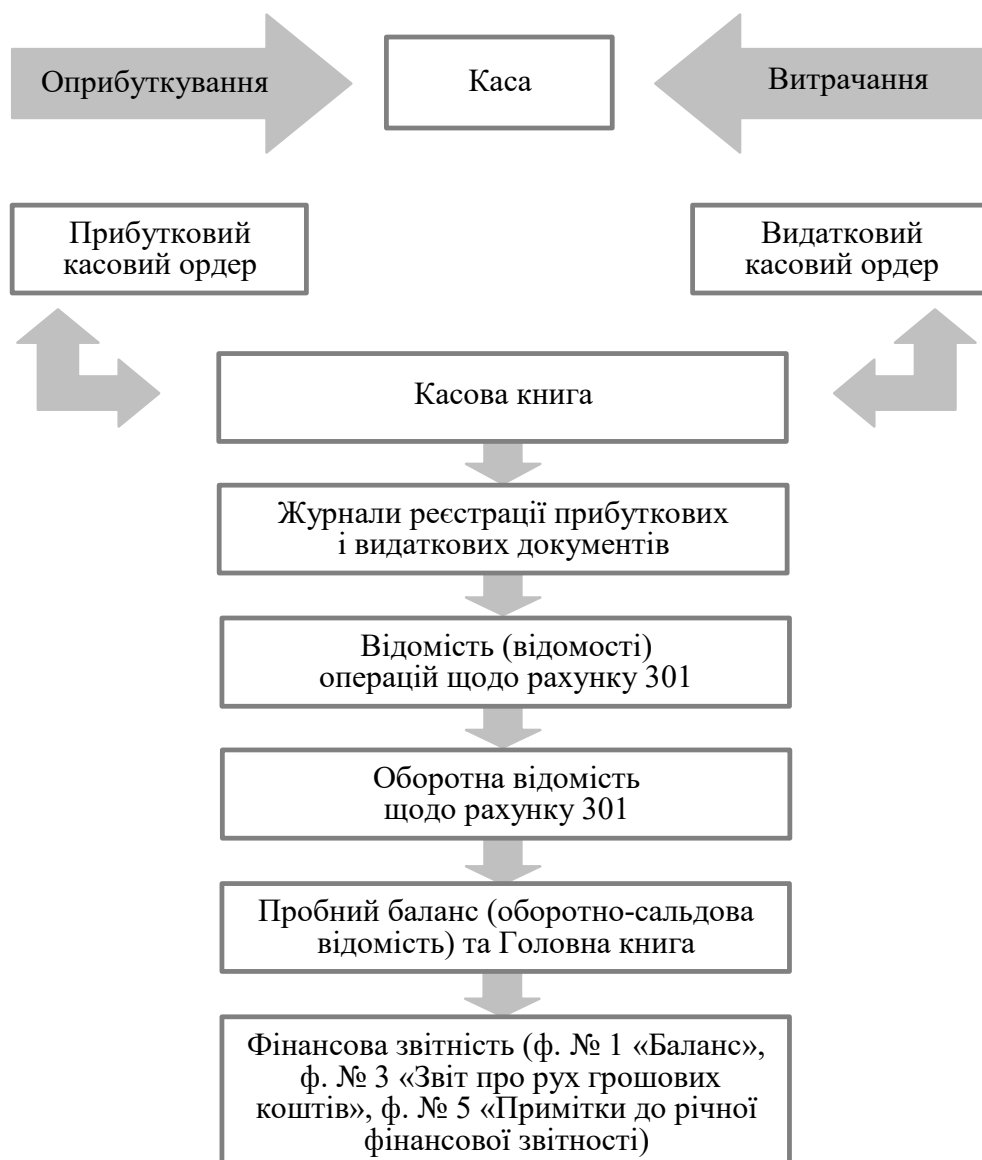 Оприбуткування
Каса
Витрачання
Прибутковий
касовий ордер
Видатковий
касовий ордер
Касова книга
Журнали реєстрації прибуткових
і видаткових документів
Відомість (відомості)
операцій щодо рахунку 301
Оборотна відомість
щодо рахунку 301
Пробний баланс (оборотно-сальдова
відомість) та Головна книга
Фінансова звітність (ф. № 1 «Баланс»,
ф. № 3 «Звіт про рух грошових
коштів», ф. № 5 «Примітки до річної
фінансової звітності)